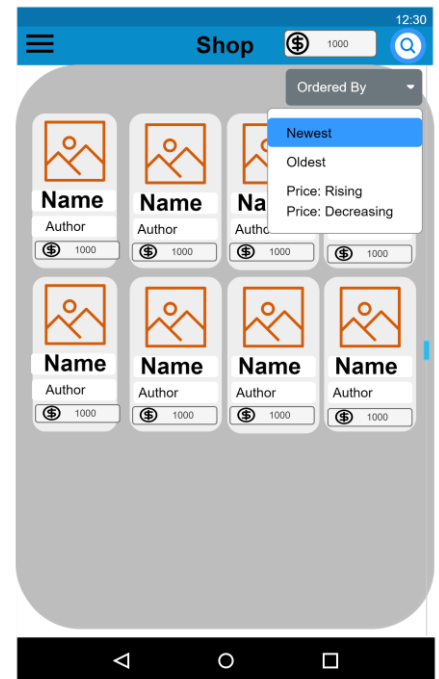 12:30
Shop
1000
Ordered By
Newest
Oldest
Price: Rising
Price: Decreasing
Name
Name
Na
Author
Author
Autho
1000
1000
1000
1000
Name
Name
Name
Name
Author
Author
Author
Author
1000
1000
1000
1000